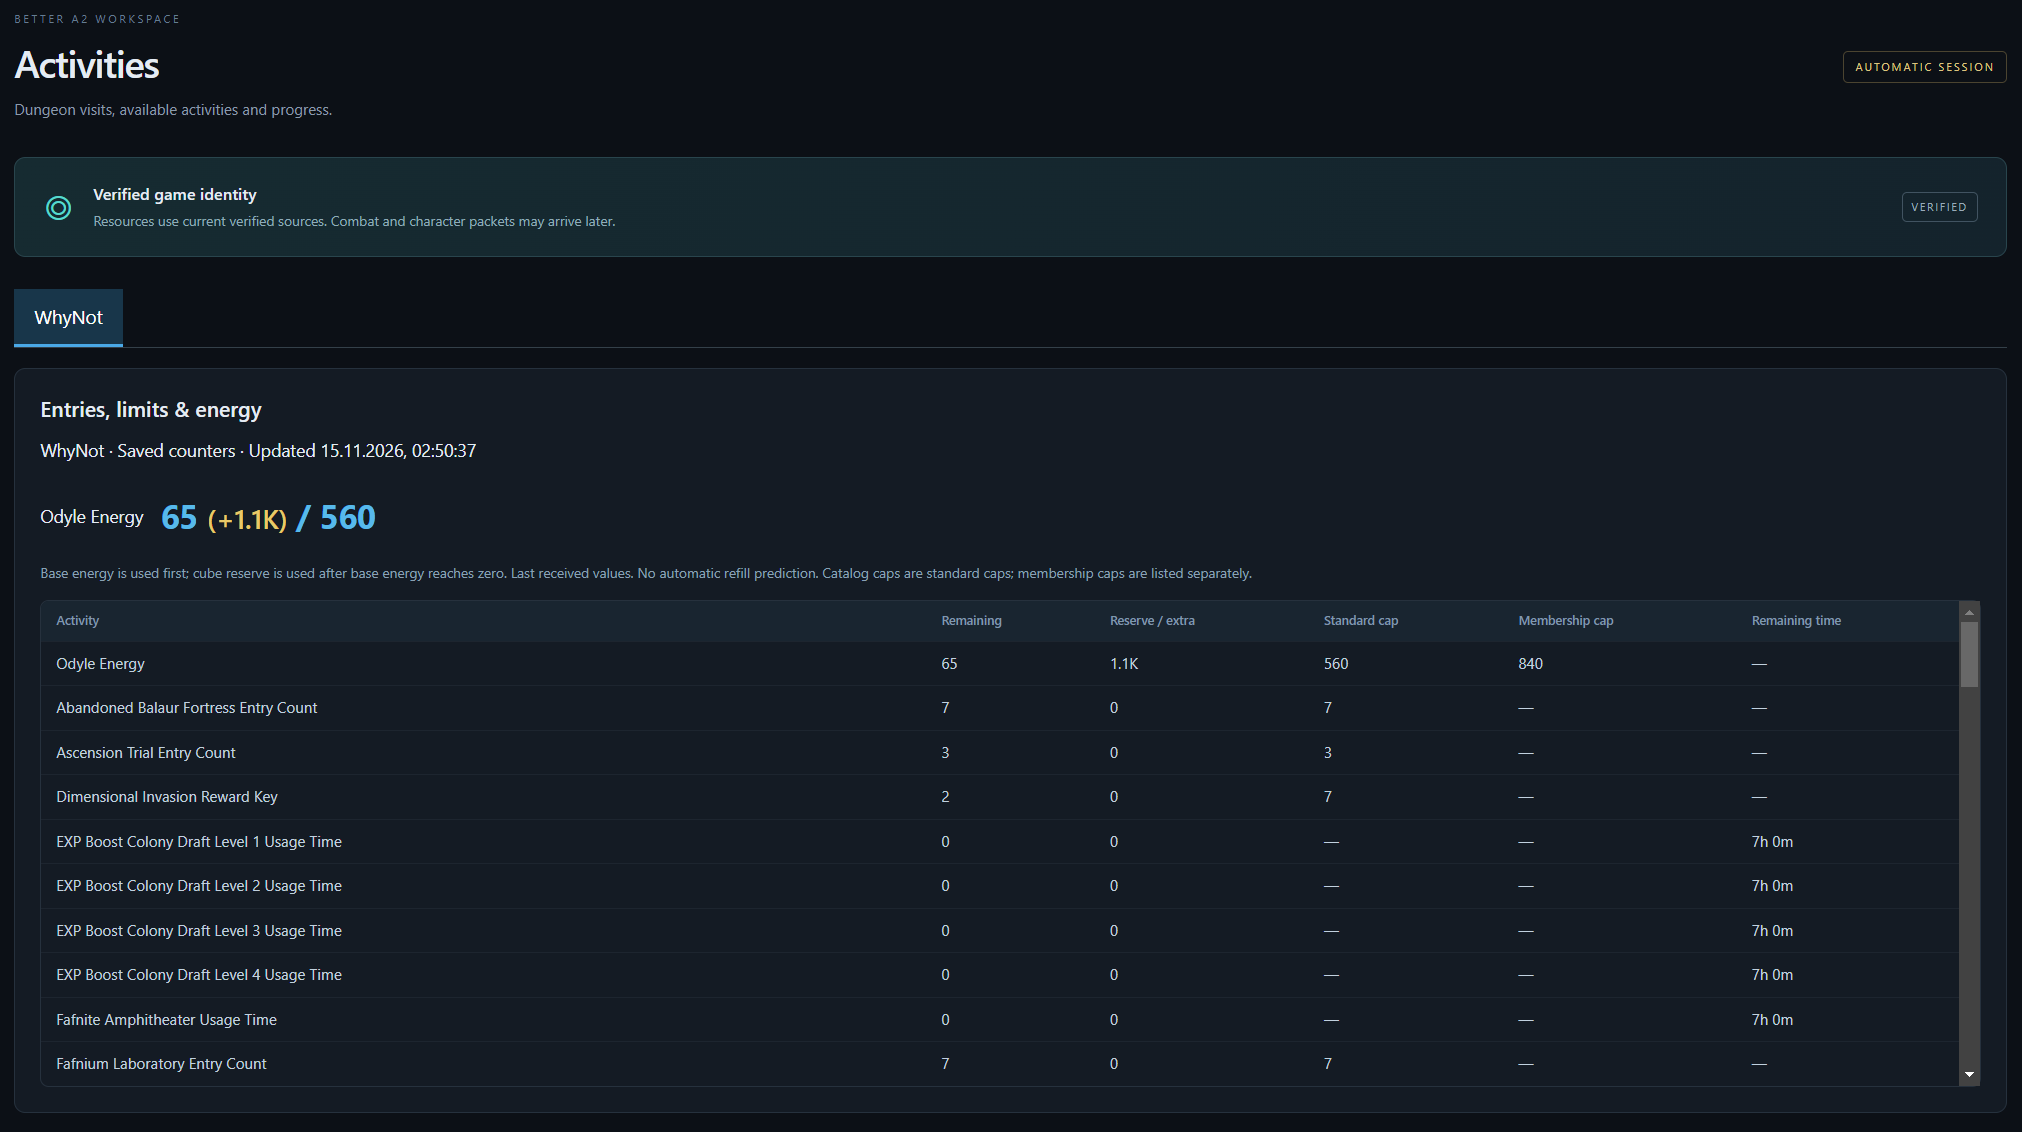 BETTER A2 WORKSPACE
Activities
AUTOMATIC SESSION
Dungeon visits, available activities and progress.
Verified game identity
Resources use current verified sources. Combat and character packets may arrive later.
VERIFIED
WhyNot
Entries, limits & energy
WhyNot · Saved counters · Updated 15.11.2026, 02:50:37
Odyle Energy 65 (+1.1K) / 560
Base energy is used first; cube reserve is used after base energy reaches zero. Last received values. No automatic refill prediction. Catalog caps are standard caps; membership caps are listed separately.
Activity Remaining Reserve / extra Standard cap Membership cap Remaining time
Odyle Energy 65 1.1K 560 840 —
Abandoned Balaur Fortress Entry Count 7 0 7 — —
Ascension Trial Entry Count 3 0 3 — —
Dimensional Invasion Reward Key 2 0 7 — —
EXP Boost Colony Draft Level 1 Usage Time 0 0 — — 7h 0m
EXP Boost Colony Draft Level 2 Usage Time 0 0 — — 7h 0m
EXP Boost Colony Draft Level 3 Usage Time 0 0 — — 7h 0m
EXP Boost Colony Draft Level 4 Usage Time 0 0 — — 7h 0m
Fafnite Amphitheater Usage Time 0 0 — — 7h 0m
Fafnium Laboratory Entry Count 7 0 7 — —